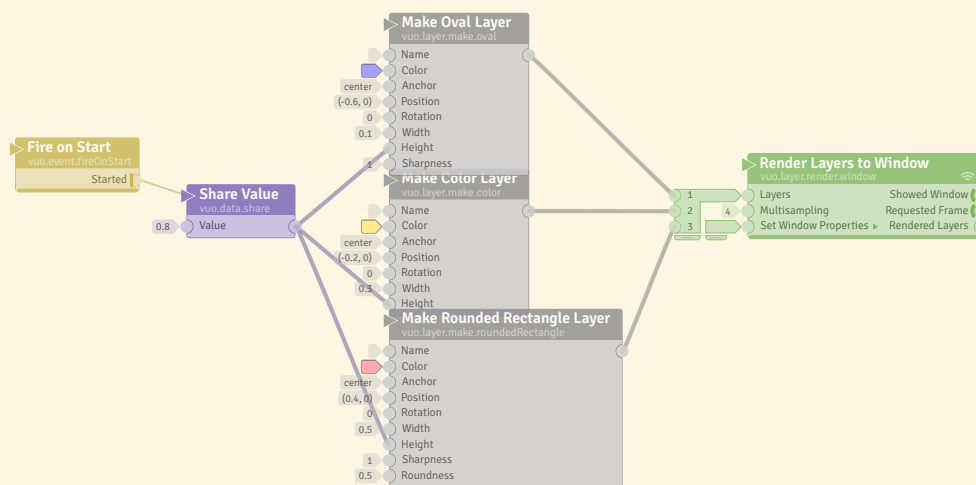 Make Oval Layer
vuo.layer.make.oval
Name
Color
center Anchor
(-0.6, 0) Position
0 Rotation
0.1 Width
Height
1 Sharpness
Fire on Start
vuo.event.fireOnStart
Started
Share Value
vuo.data.share
0.8 Value
Make Color Layer
vuo.layer.make.color
Name
Color
center Anchor
(-0.2, 0) Position
0 Rotation
0.3 Width
Height
Make Rounded Rectangle Layer
vuo.layer.make.roundedRectangle
Name
Color
center Anchor
(0.4, 0) Position
0 Rotation
0.5 Width
Height
1 Sharpness
0.5 Roundness
Render Layers to Window
vuo.layer.render.window
1 Layers Showed Window
2 4 Multisampling Requested Frame
3 Set Window Properties ▸ Rendered Layers